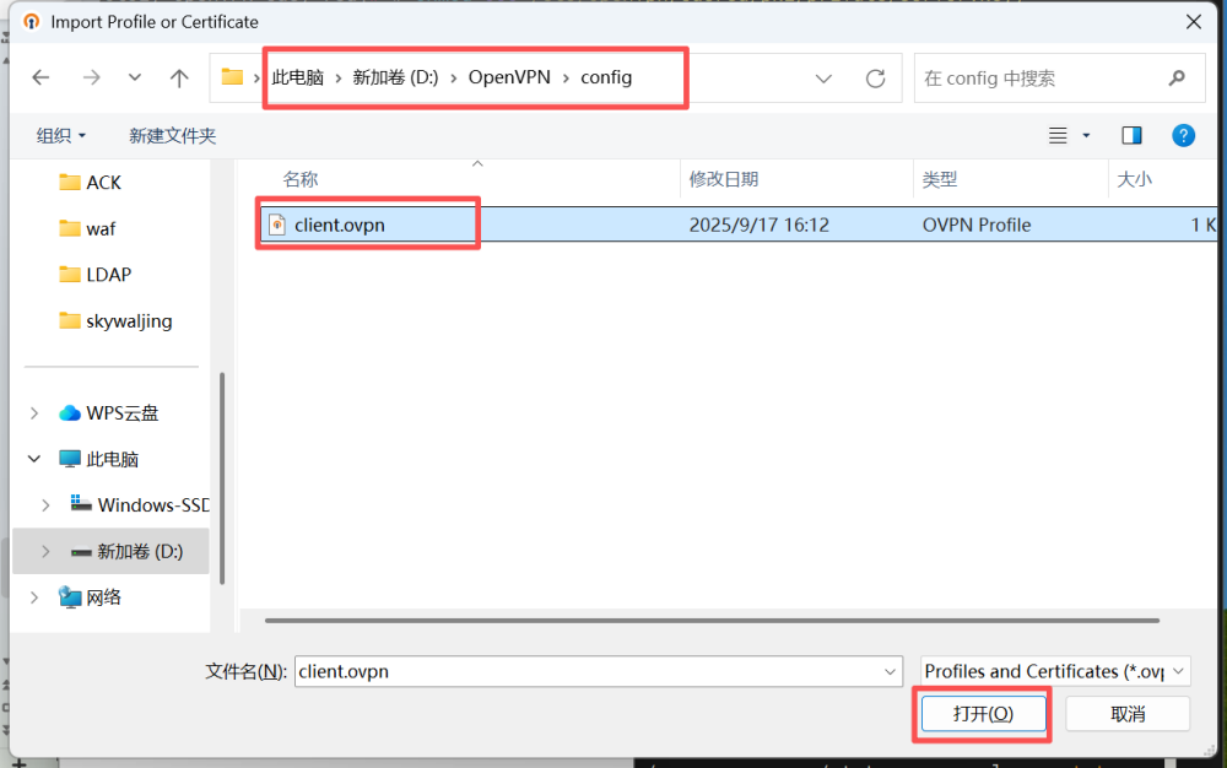 Import Profile or Certificate
此电脑 › 新加卷 (D:) › OpenVPN › config
在 config 中搜索
组织 新建文件夹
名称 修改日期 类型 大小
client.ovpn 2025/9/17 16:12 OVPN Profile 1 K
ACK
waf
LDAP
skywaljing
WPS云盘
此电脑
Windows-SSD
新加卷 (D:)
网络
文件名(N): client.ovpn Profiles and Certificates (*.ovp
打开(O) 取消